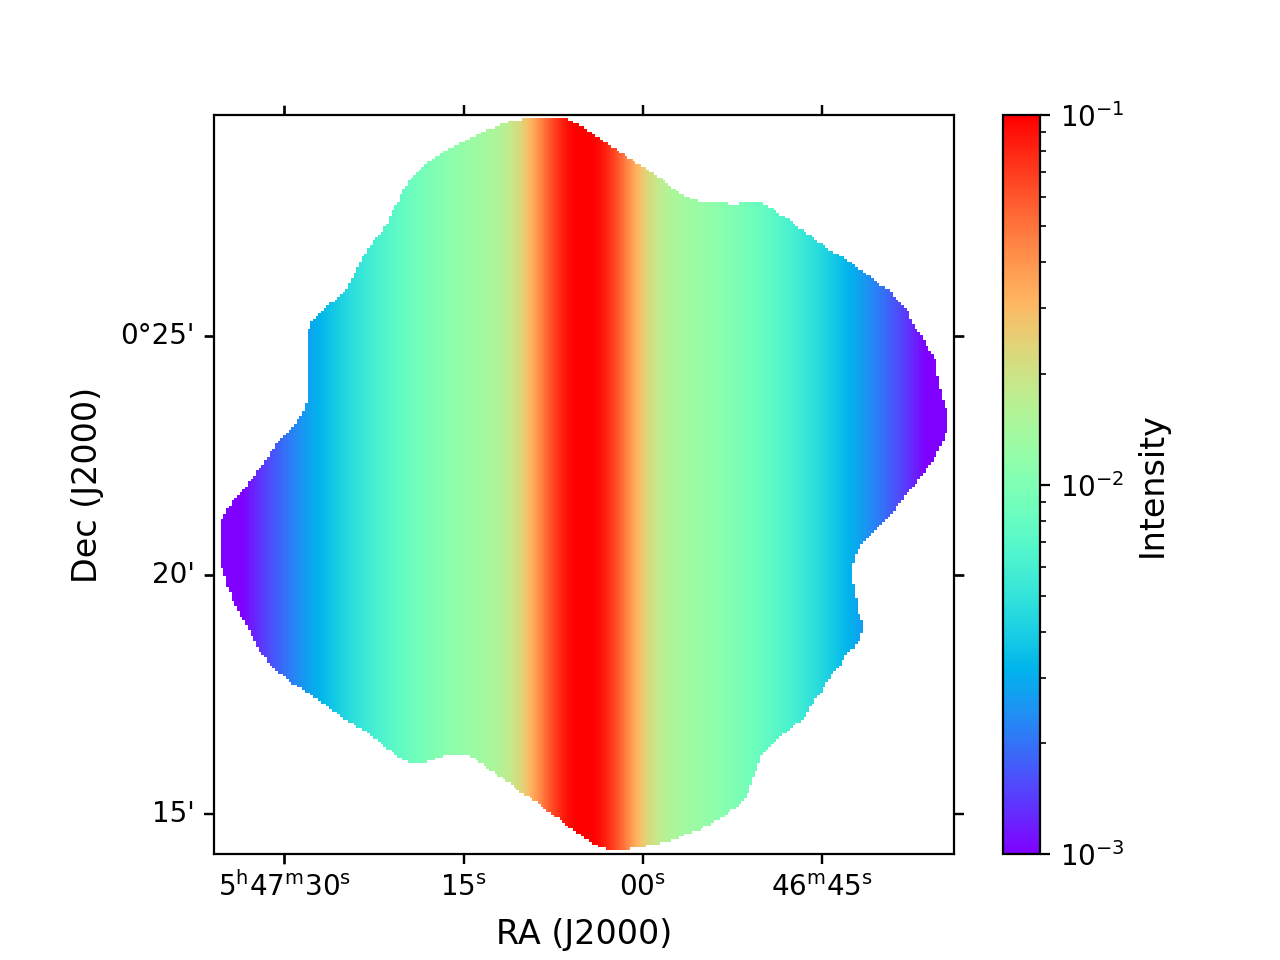 10⁻¹
0°25'
10⁻²
Dec (J2000)
Intensity
20'
15'
10⁻³
5ʰ47ᵐ30ˢ 15ˢ 00ˢ 46ᵐ45ˢ
RA (J2000)